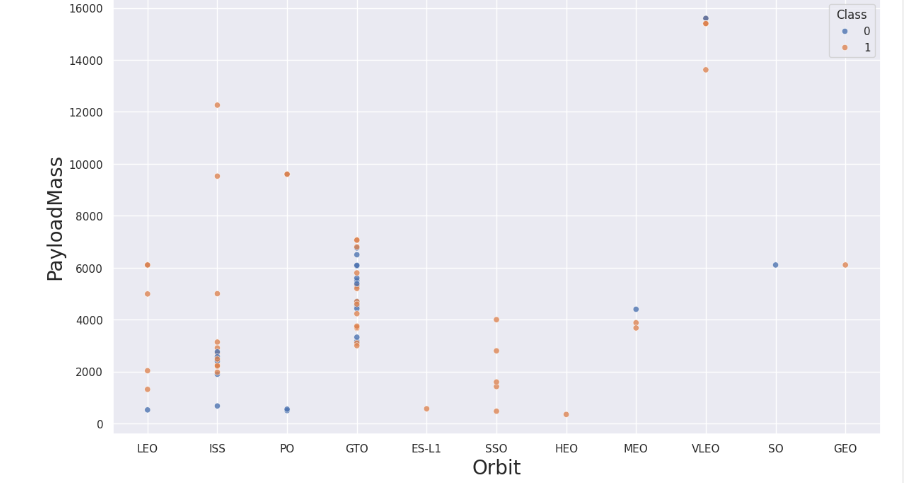 16000
14000
12000
10000
8000
6000
4000
2000
0
PayloadMass
Class
0
1
LEO ISS PO GTO ES-L1 SSO HEO MEO VLEO SO GEO
Orbit